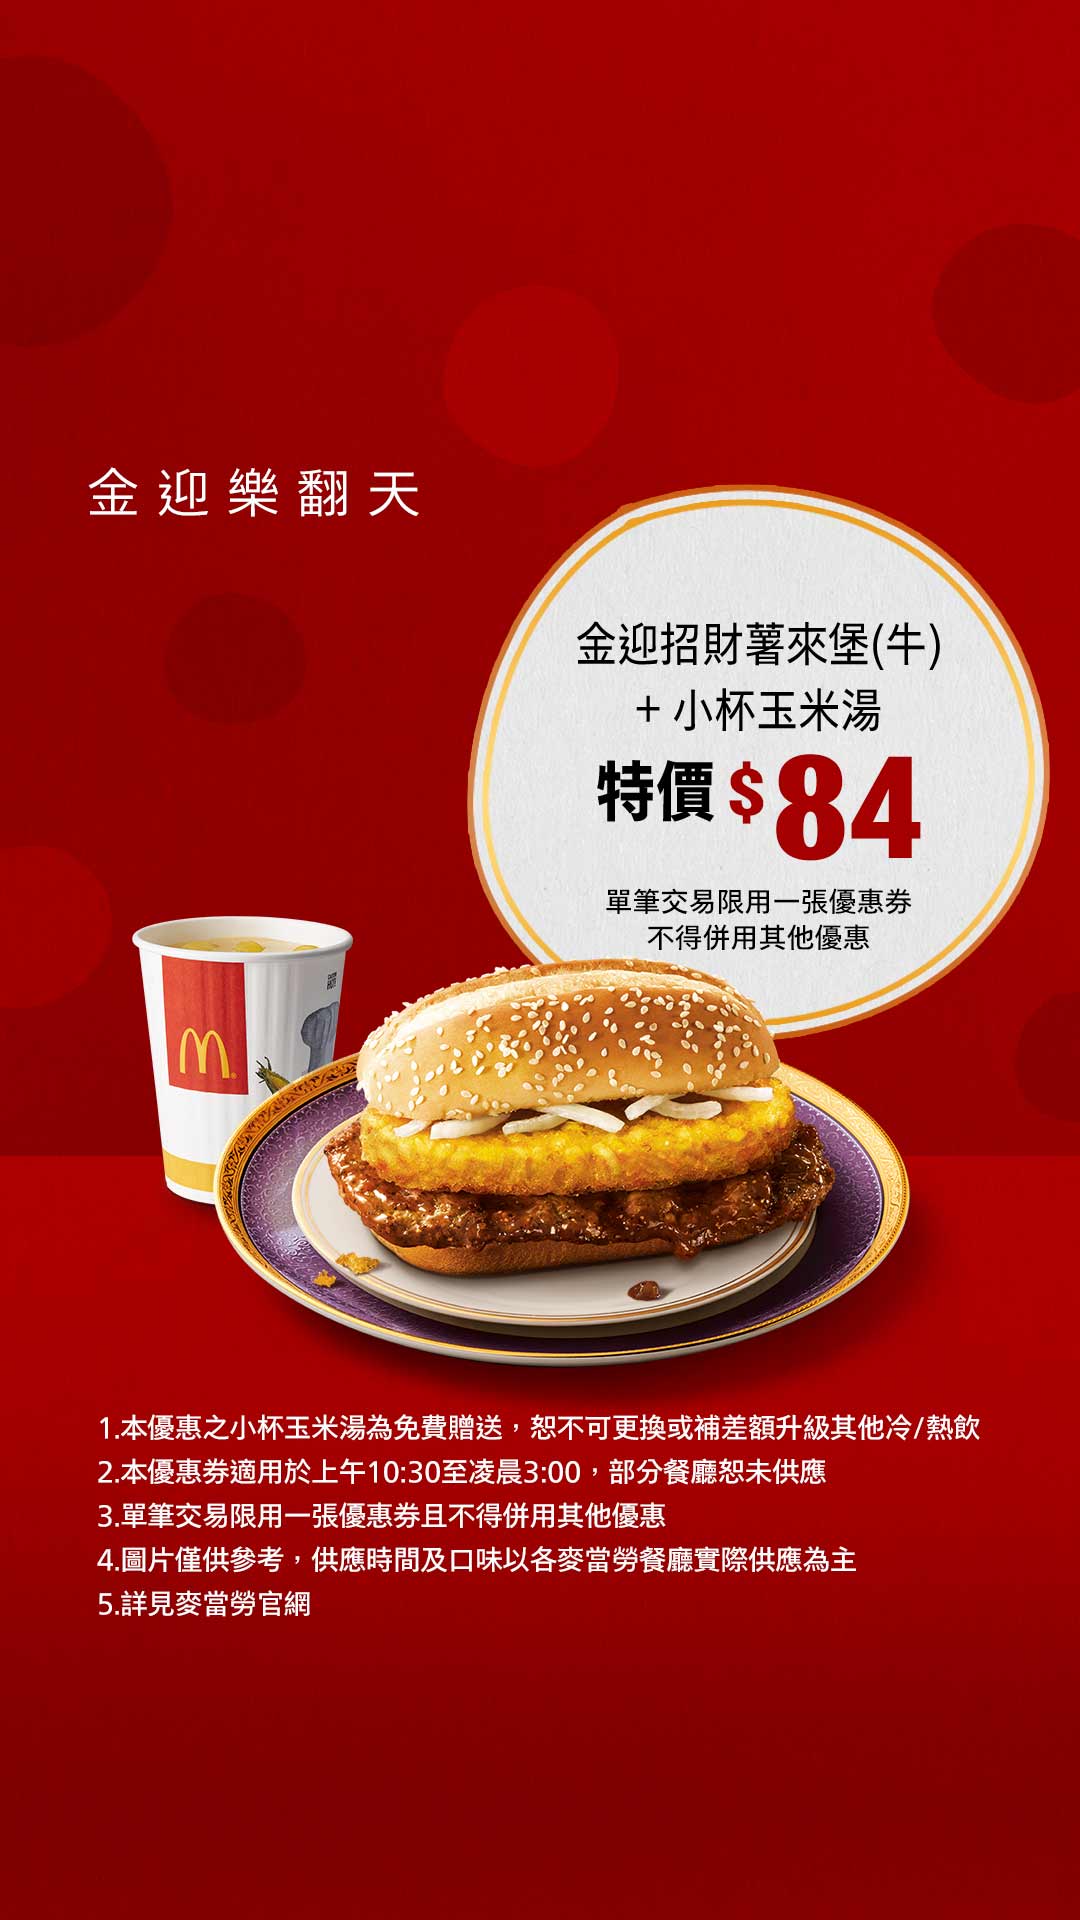 金迎樂翻天
金迎招財薯來堡(牛)
+ 小杯玉米湯
特價 $84
單筆交易限用一張優惠券
不得併用其他優惠
1.本優惠之小杯玉米湯為免費贈送，恕不可更換或補差額升級其他冷/熱飲
2.本優惠券適用於上午10:30至凌晨3:00，部分餐廳恕未供應
3.單筆交易限用一張優惠券且不得併用其他優惠
4.圖片僅供參考，供應時間及口味以各麥當勞餐廳實際供應為主
5.詳見麥當勞官網